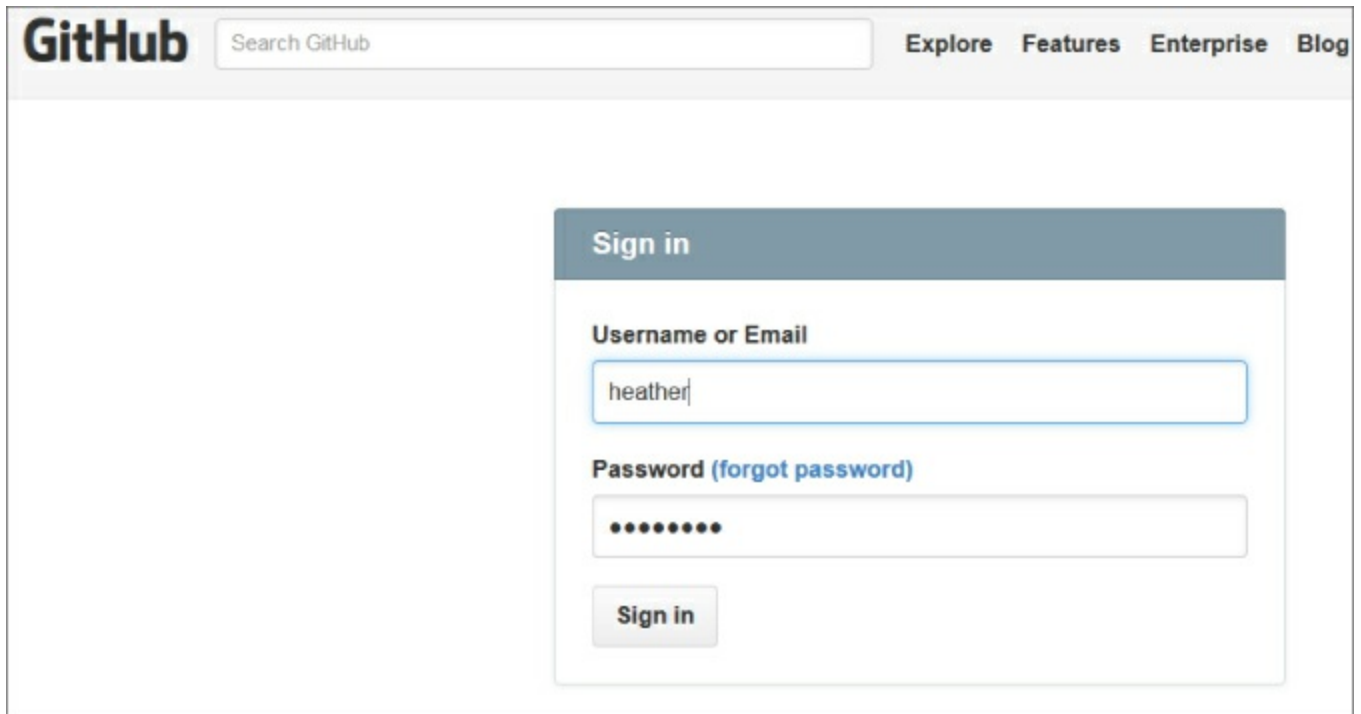 GitHub Search GitHub Explore Features Enterprise Blog
Sign in
Username or Email
heather
Password (forgot password)
••••••••
Sign in